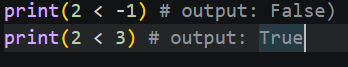 print(2 < -1) # output: False)
print(2 < 3) # output: True